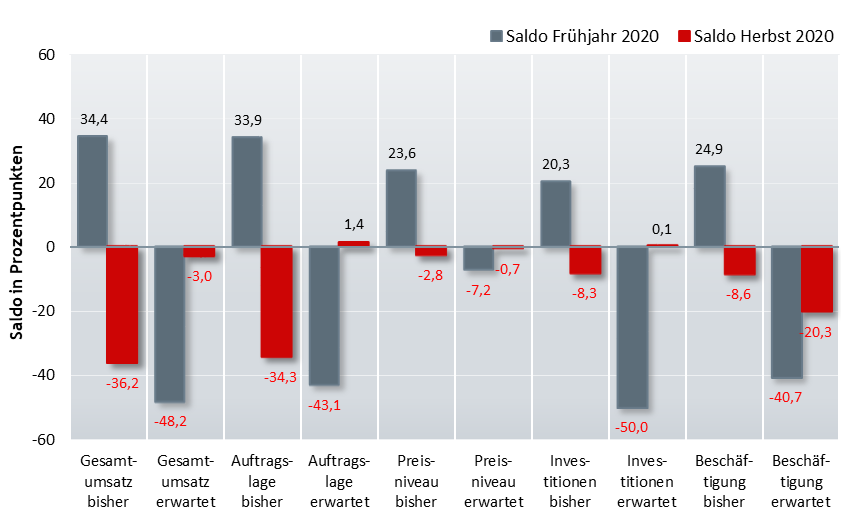 Saldo Frühjahr 2020 Saldo Herbst 2020
Saldo in Prozentpunkten
60
40
20
0
-20
-40
-60
34,4
-36,2
-48,2
-3,0
33,9
-34,3
-43,1
1,4
23,6
-2,8
-7,2
-0,7
20,3
-8,3
-50,0
0,1
24,9
-8,6
-40,7
-20,3
Gesamt-
umsatz
bisher
Gesamt-
umsatz
erwartet
Auftrags-
lage
bisher
Auftrags-
lage
erwartet
Preis-
niveau
bisher
Preis-
niveau
erwartet
Inves-
titionen
bisher
Inves-
titionen
erwartet
Beschäf-
tigung
bisher
Beschäf-
tigung
erwartet